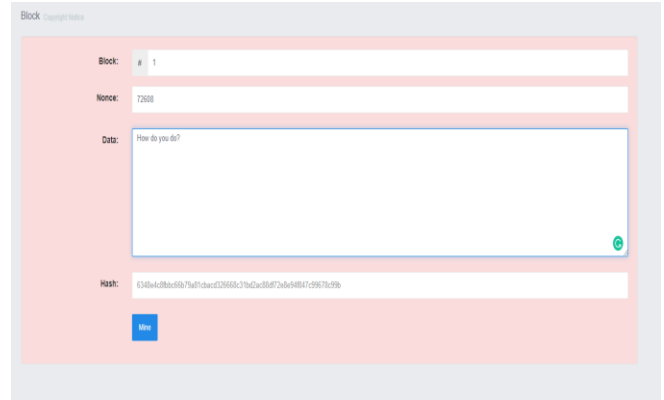 Block
Block: # 1
Nonce: 72608
Data: How do you do?
Hash:
Mine